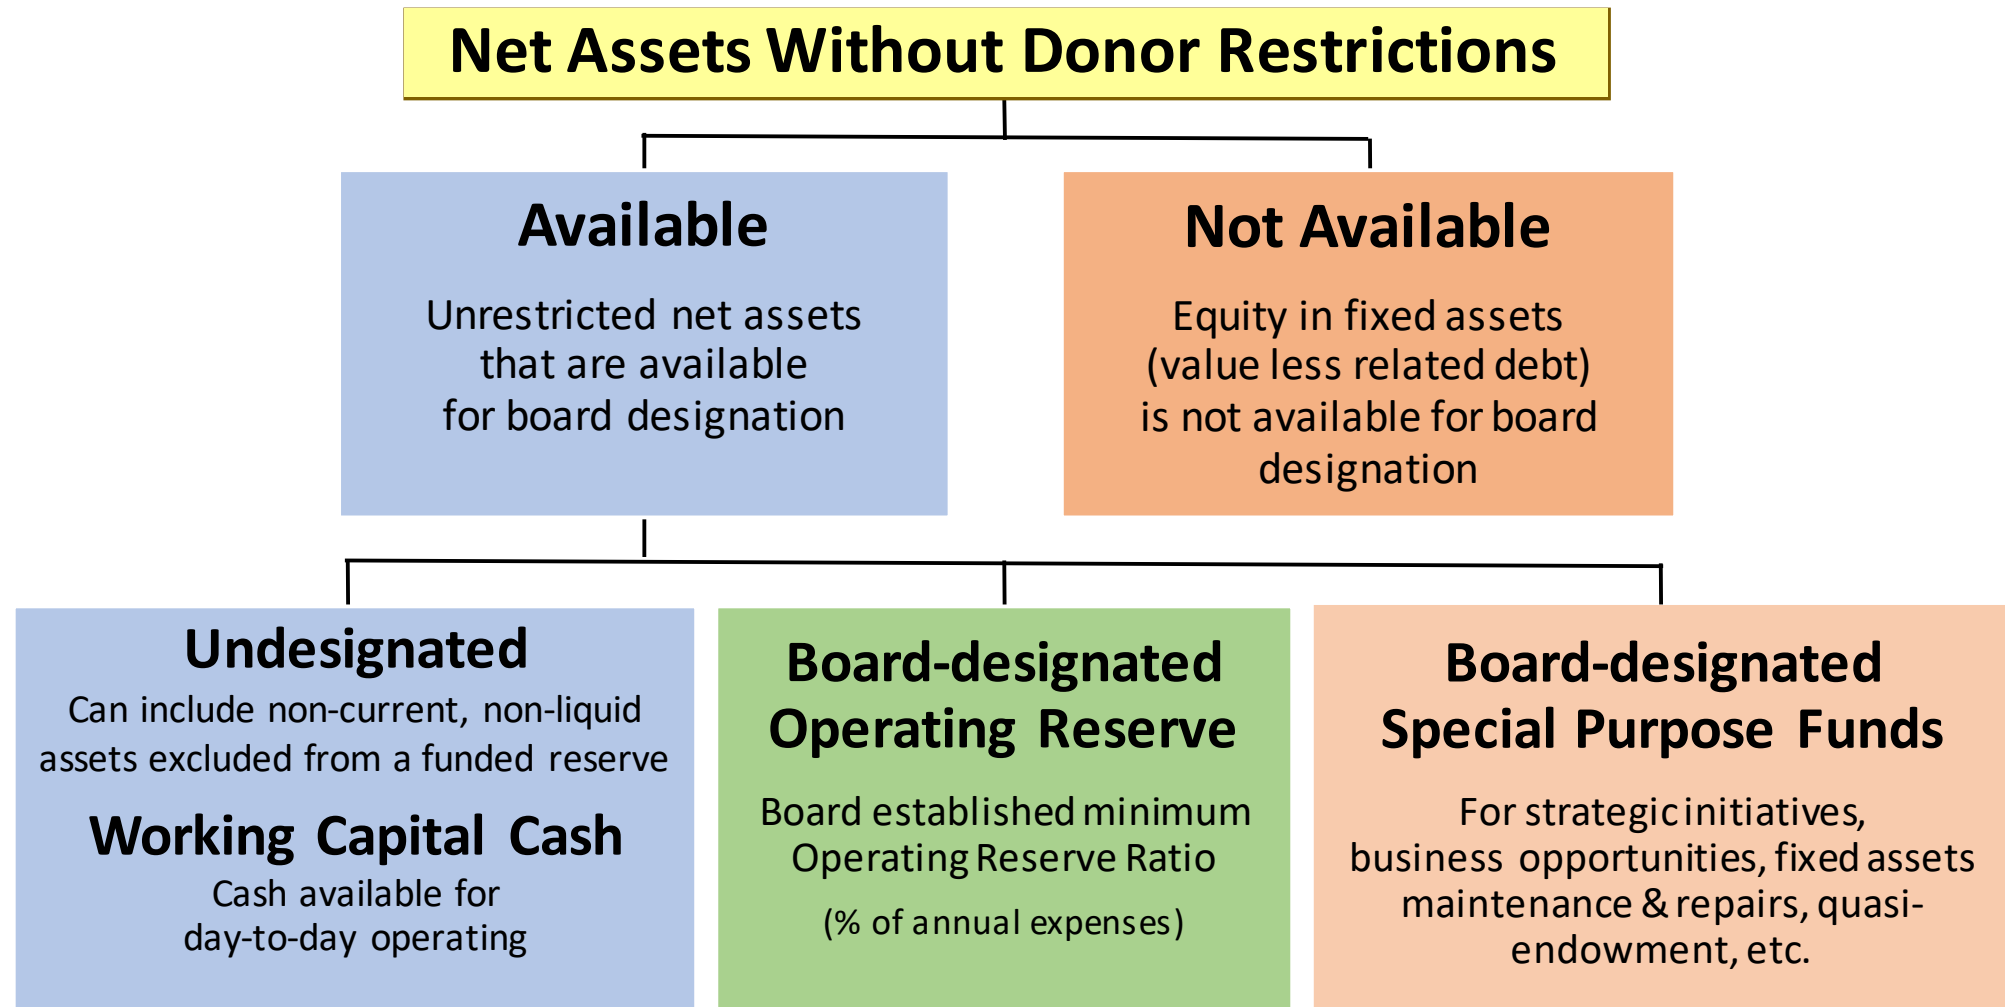 Net Assets Without Donor Restrictions
Available
Unrestricted net assets
that are available
for board designation
Not Available
Equity in fixed assets
(value less related debt)
is not available for board
designation
Undesignated
Can include non-current, non-liquid
assets excluded from a funded reserve
Working Capital Cash
Cash available for
day-to-day operating
Board-designated
Operating Reserve
Board established minimum
Operating Reserve Ratio
(% of annual expenses)
Board-designated
Special Purpose Funds
For strategic initiatives,
business opportunities, fixed assets
maintenance & repairs, quasi-
endowment, etc.